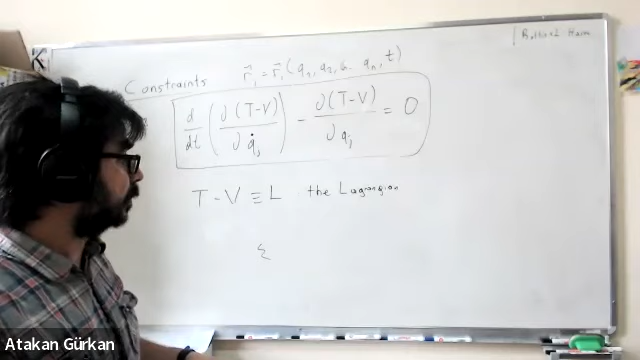 Constraints r⃗ᵢ = r⃗ᵢ (q₁, q₂, ... qₙ, t)
d/dt (∂(T-V)/∂q̇ⱼ) - ∂(T-V)/∂qⱼ = 0
T - V ≡ L the Lagrangian
Σ
Atakan Gürkan